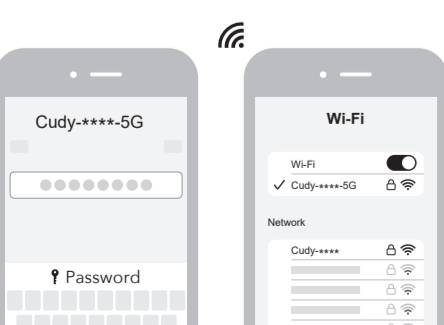 Cudy-****-5G
Password
Wi-Fi
Wi-Fi
Cudy-****-5G
Network
Cudy-****